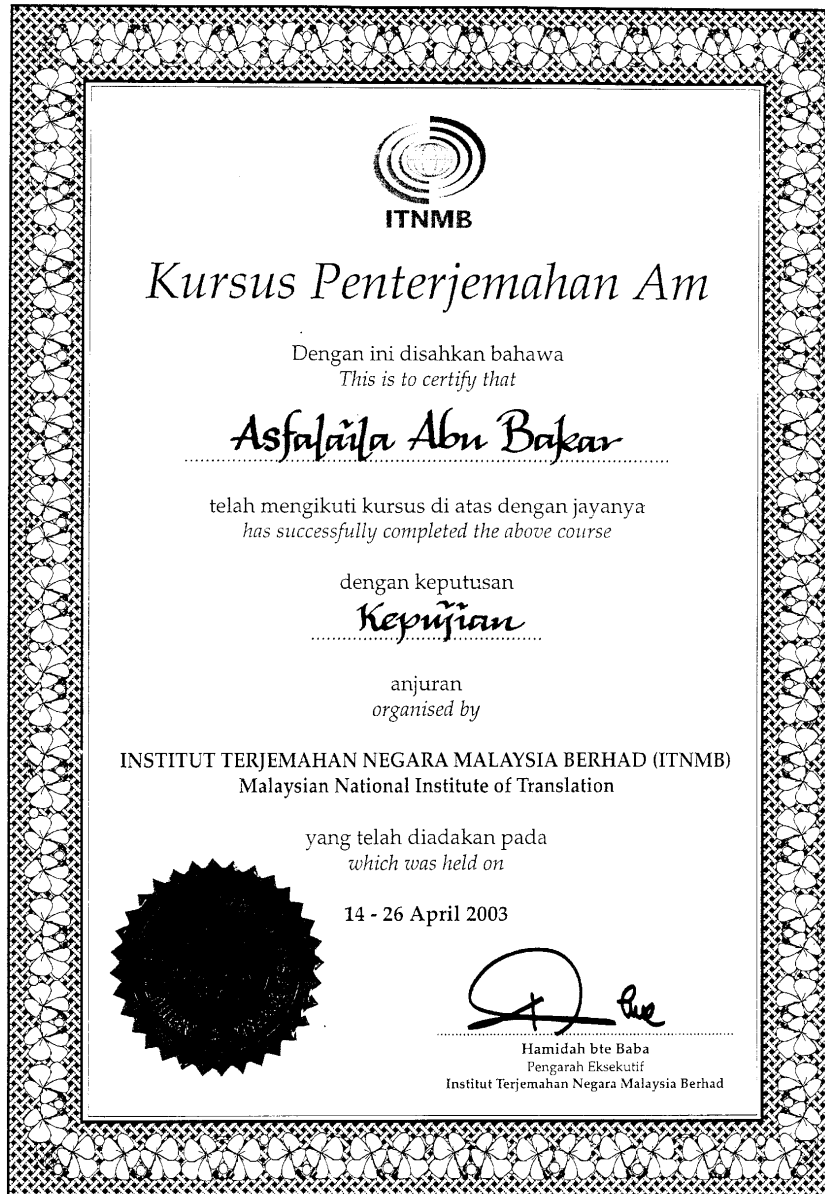 ITNMB
Kursus Penterjemahan Am
Dengan ini disahkan bahawa
This is to certify that
Asfalaila Abu Bakar
telah mengikuti kursus di atas dengan jayanya
has successfully completed the above course
dengan keputusan
Kepujian
anjuran
organised by
INSTITUT TERJEMAHAN NEGARA MALAYSIA BERHAD (ITNMB)
Malaysian National Institute of Translation
yang telah diadakan pada
which was held on
14 - 26 April 2003
Hamidah bte Baba
Pengarah Eksekutif
Institut Terjemahan Negara Malaysia Berhad